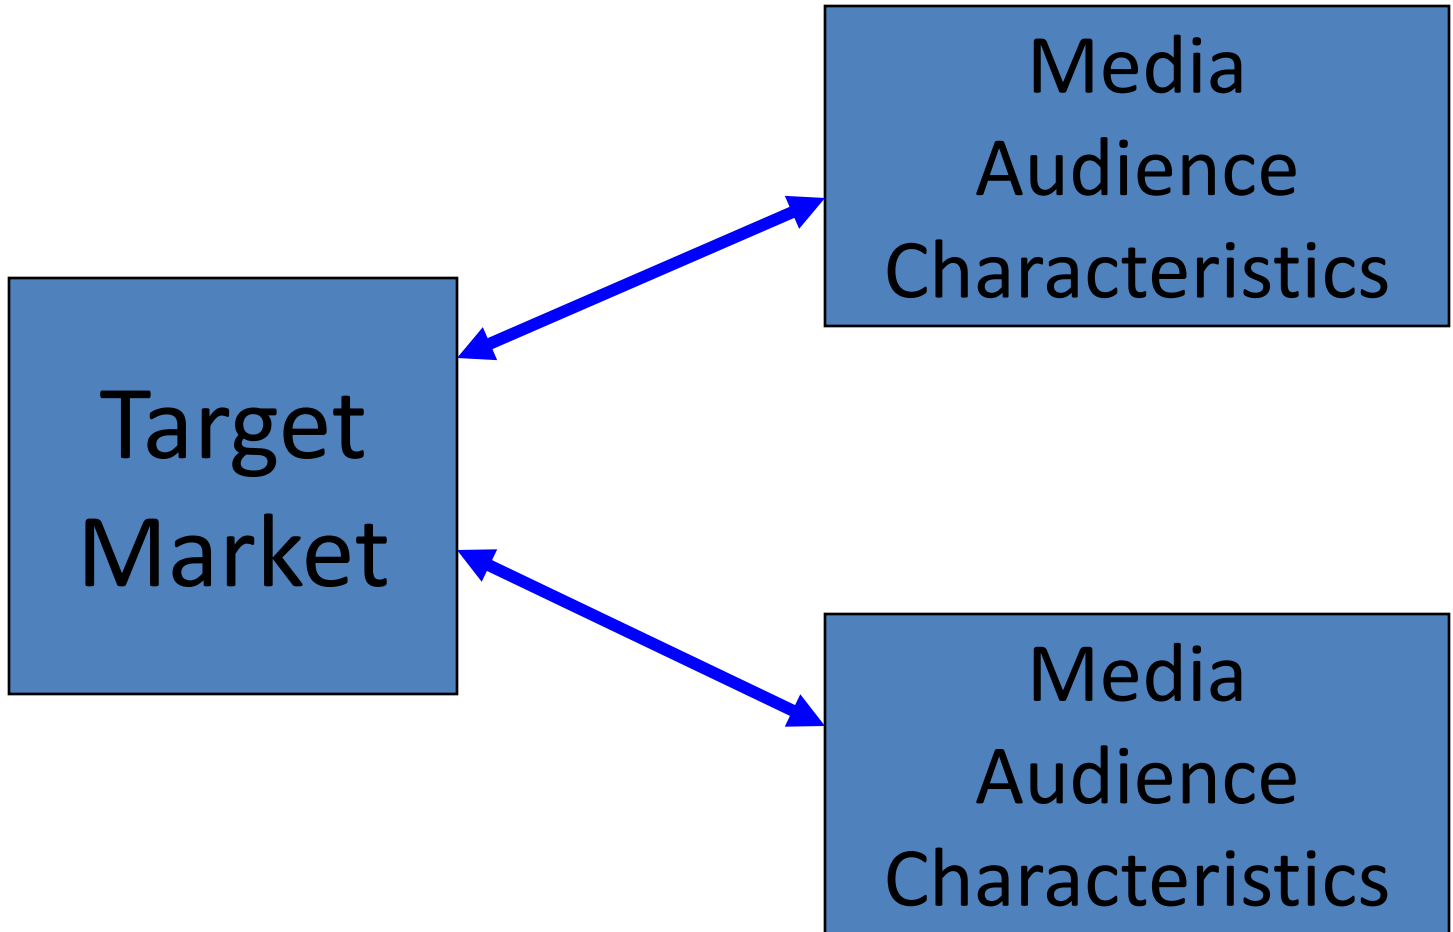 Media
Audience
Characteristics
Target
Market
Media
Audience
Characteristics